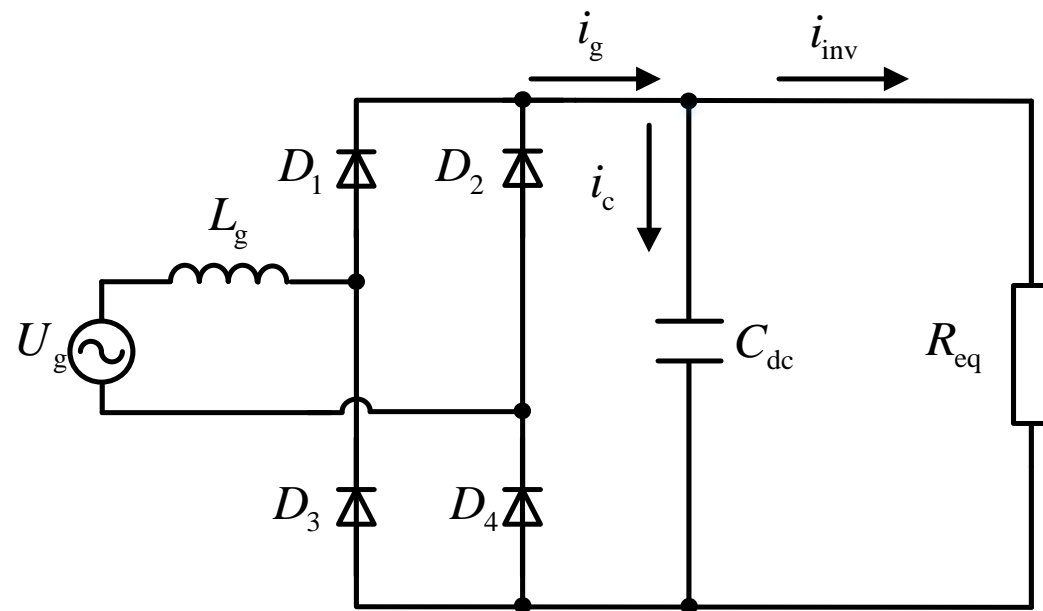 i_g
i_inv
D_1
D_2
i_c
L_g
U_g
C_dc
R_eq
D_3
D_4